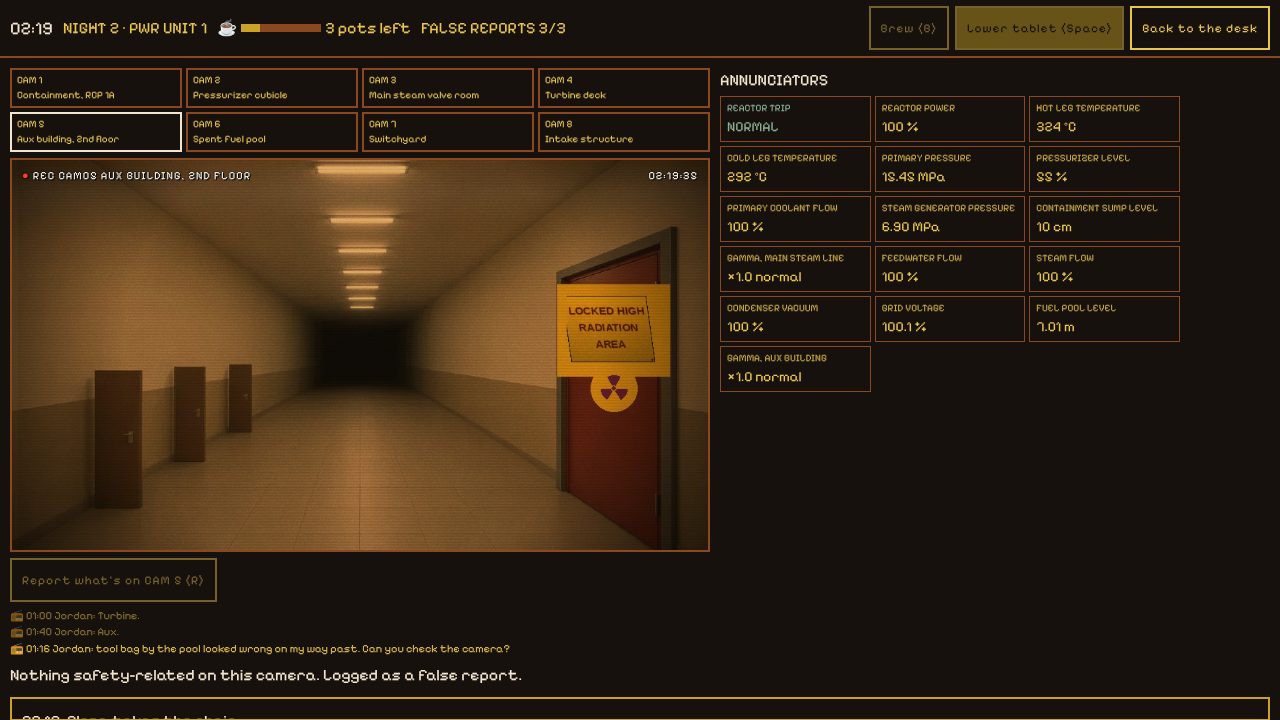 02:19 NIGHT 2 · PWR UNIT 1 3 pots left FALSE REPORTS 3/3 Brew (B) Lower tablet (Space) Back to the desk
CAM 1
Containment, RCP 1A
CAM 2
Pressurizer cubicle
CAM 3
Main steam valve room
CAM 4
Turbine deck
CAM 5
Aux building, 2nd floor
CAM 6
Spent fuel pool
CAM 7
Switchyard
CAM 8
Intake structure
REC CAM05 AUX BUILDING, 2ND FLOOR 02:19:35
LOCKED HIGH
RADIATION
AREA
Report what's on CAM 5 (R)
01:00 Jordan: Turbine.
01:40 Jordan: Aux.
01:16 Jordan: tool bag by the pool looked wrong on my way past. Can you check the camera?
Nothing safety-related on this camera. Logged as a false report.
ANNUNCIATORS
REACTOR TRIP
NORMAL
REACTOR POWER
100 %
HOT LEG TEMPERATURE
324 °C
COLD LEG TEMPERATURE
292 °C
PRIMARY PRESSURE
15.45 MPa
PRESSURIZER LEVEL
55 %
PRIMARY COOLANT FLOW
100 %
STEAM GENERATOR PRESSURE
6.90 MPa
CONTAINMENT SUMP LEVEL
10 cm
GAMMA, MAIN STEAM LINE
×1.0 normal
FEEDWATER FLOW
100 %
STEAM FLOW
100 %
CONDENSER VACUUM
100 %
GRID VOLTAGE
100.1 %
FUEL POOL LEVEL
7.01 m
GAMMA, AUX BUILDING
×1.0 normal